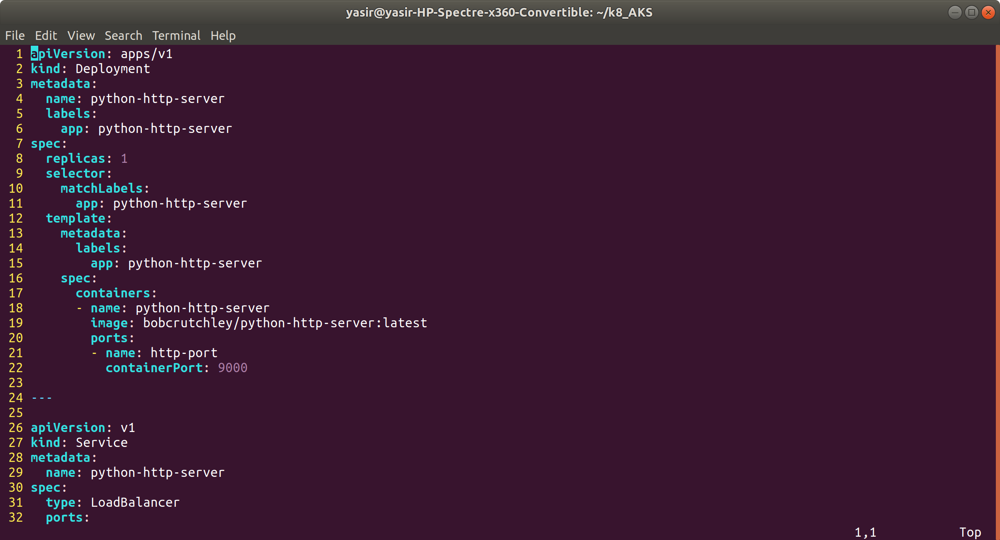 yasir@yasir-HP-Spectre-x360-Convertible: ~/k8_AKS
File Edit View Search Terminal Help
1 apiVersion: apps/v1
2 kind: Deployment
3 metadata:
4   name: python-http-server
5   labels:
6     app: python-http-server
7 spec:
8   replicas: 1
9   selector:
10     matchLabels:
11       app: python-http-server
12   template:
13     metadata:
14       labels:
15         app: python-http-server
16     spec:
17       containers:
18       - name: python-http-server
19         image: bobcrutchley/python-http-server:latest
20         ports:
21         - name: http-port
22           containerPort: 9000
23
24 ---
25
26 apiVersion: v1
27 kind: Service
28 metadata:
29   name: python-http-server
30 spec:
31   type: LoadBalancer
32   ports:
1,1 Top